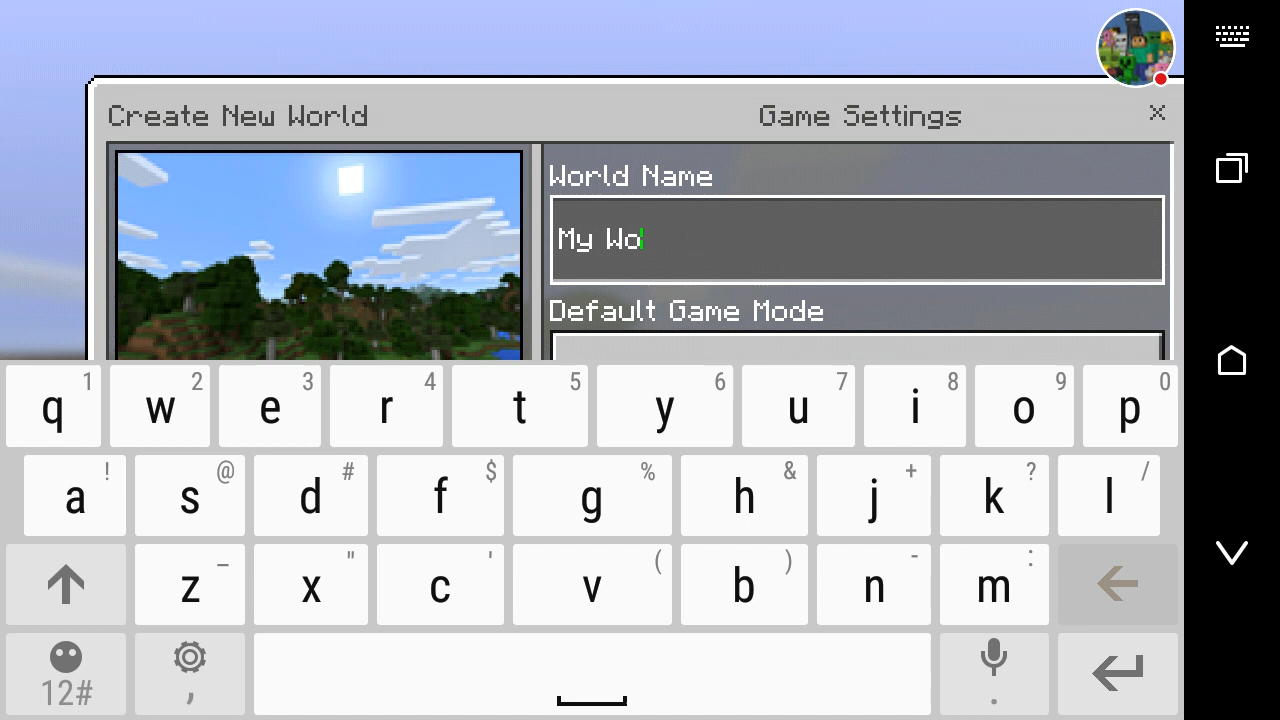 Create New World
Game Settings
World Name
My Wo
Default Game Mode
q 1 w 2 e 3 r 4 t 5 y 6 u 7 i 8 o 9 p 0
a ! s @ d # f $ g % h & j + k ? l /
z _ x " c ' v ( b ) n - m :
12# , .